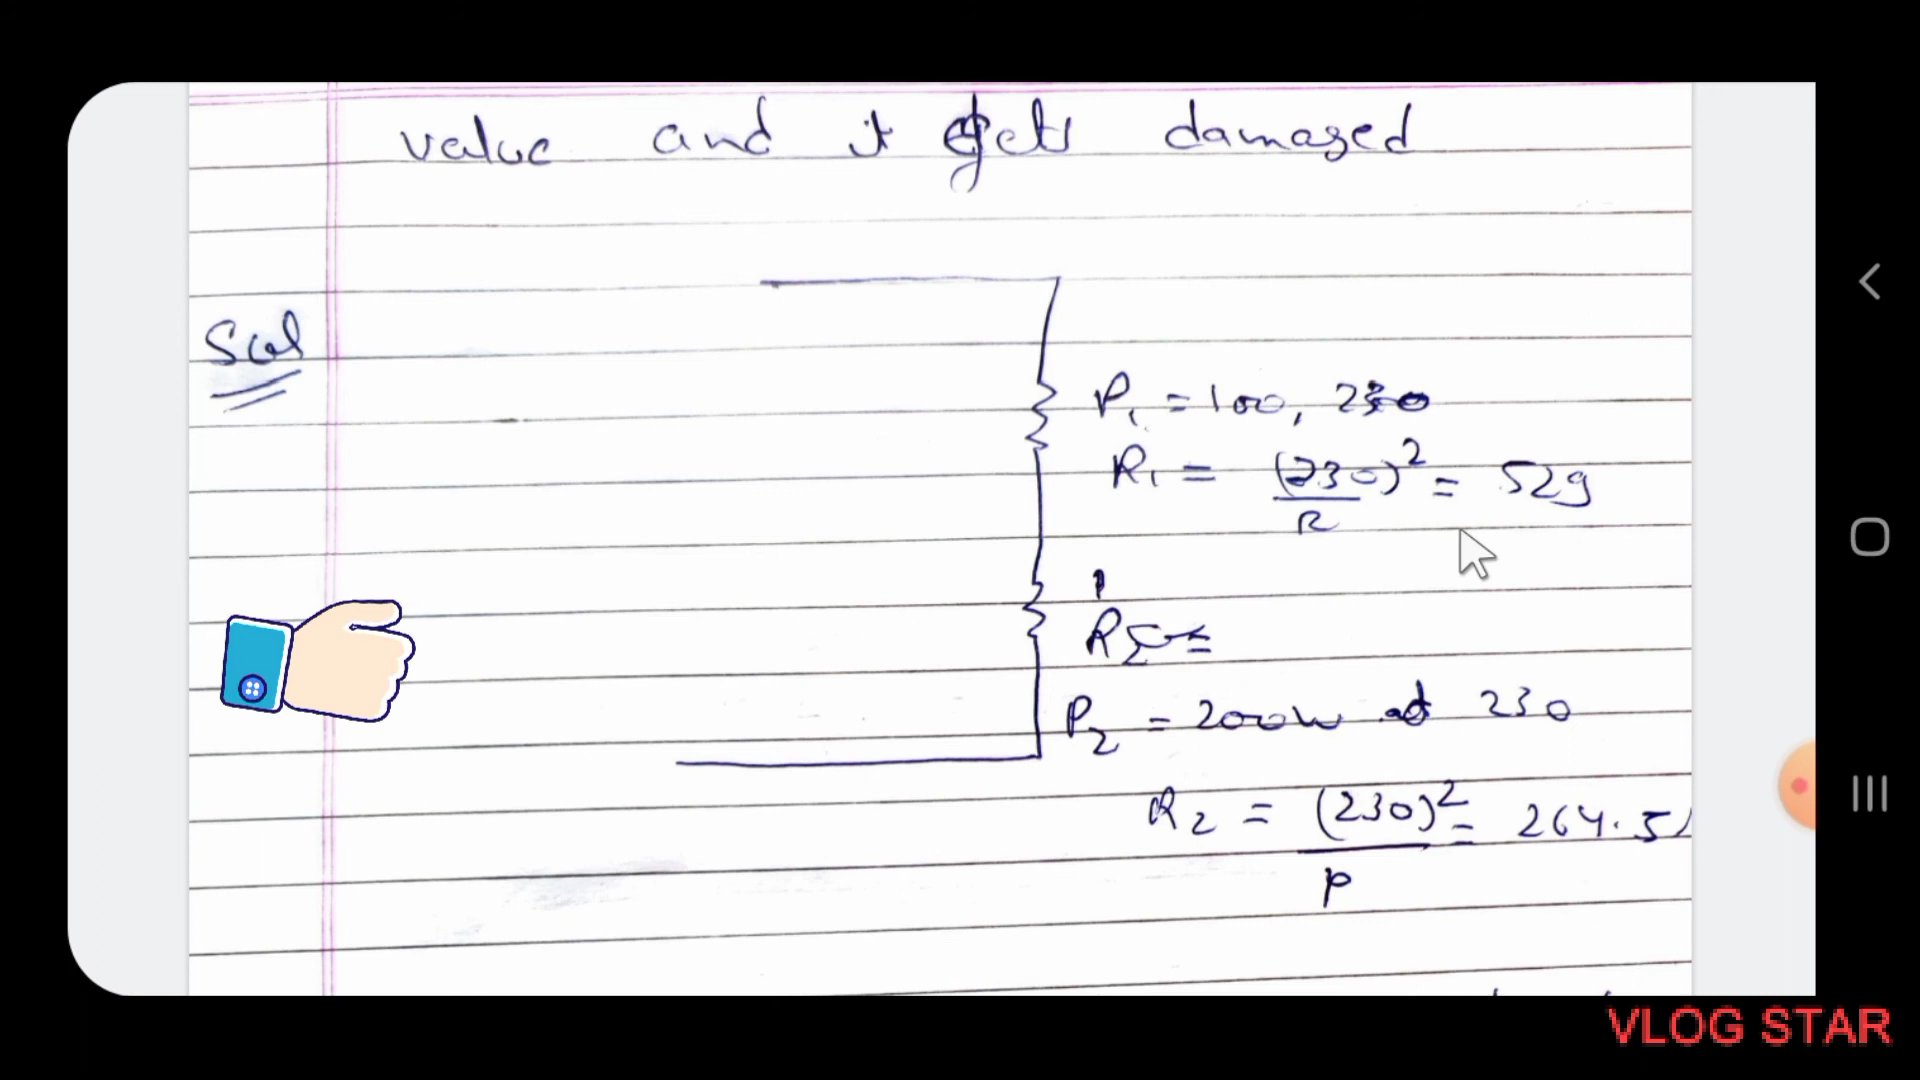 value and it gets damaged
Sol
P₁ = 100, 230
R₁ = (230)² / R = 529
P₂ = 200w at 230
R₂ = (230)² / P = 264.5
VLOG STAR